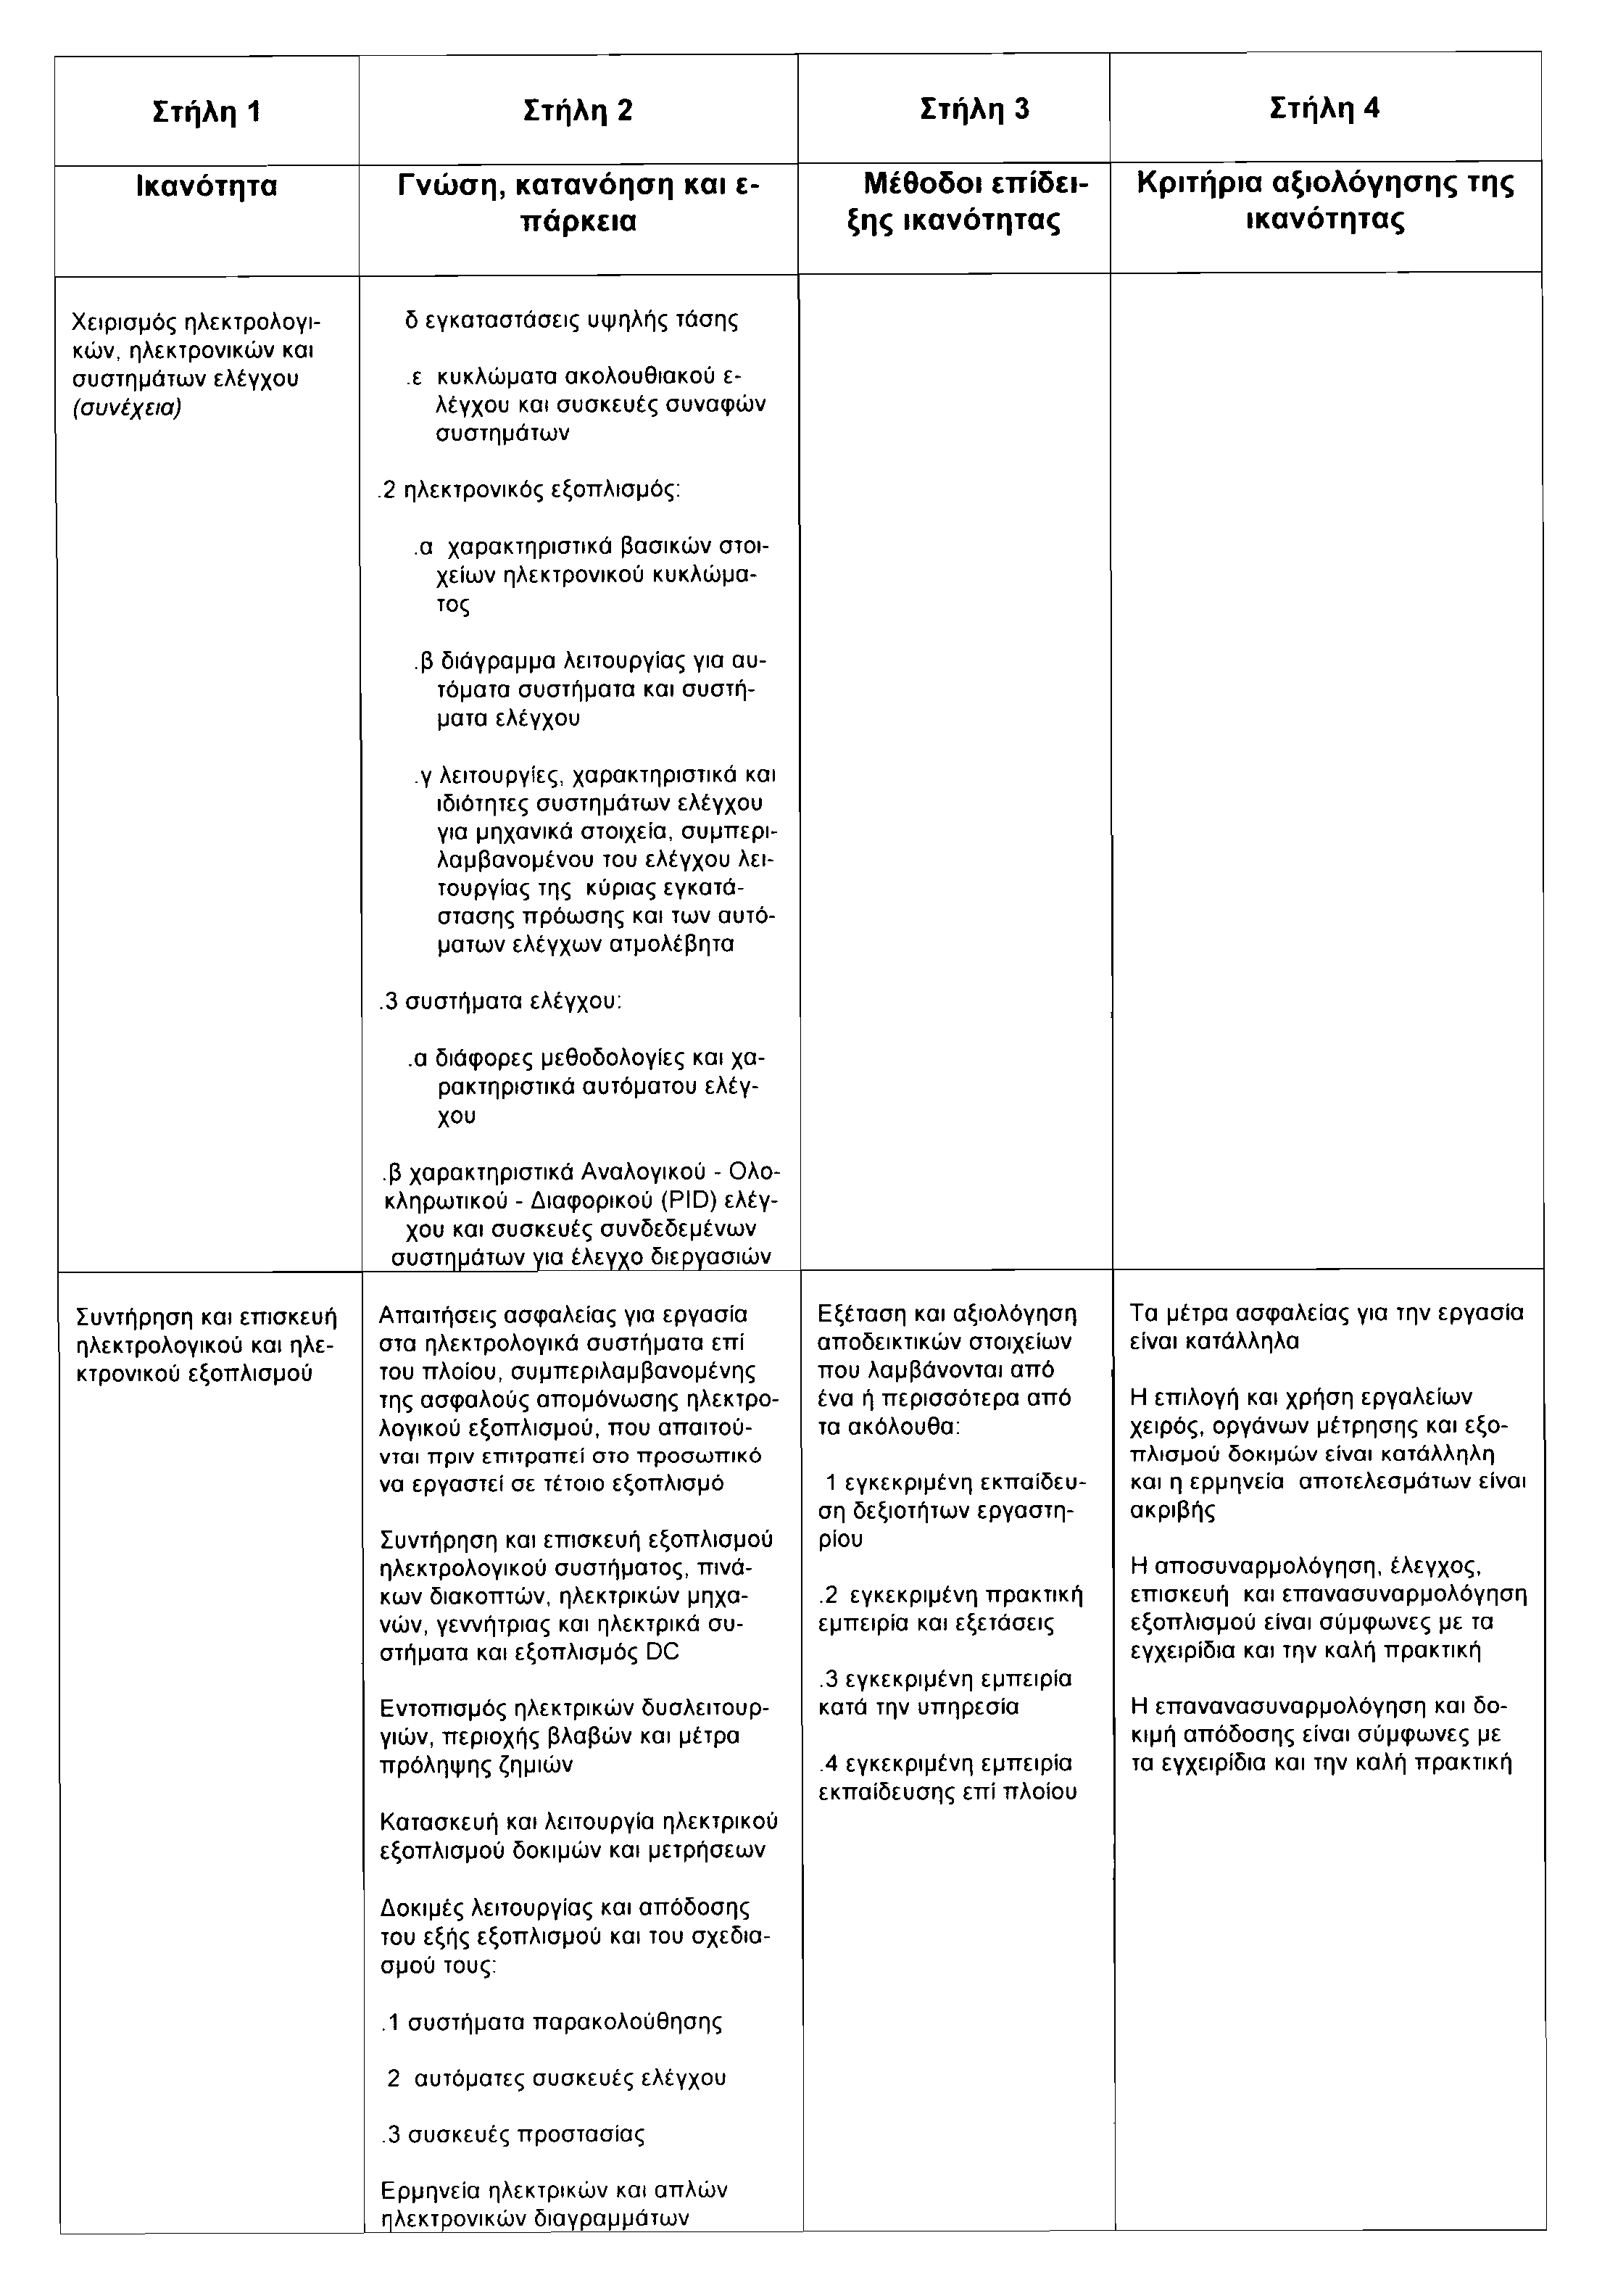 Στήλη 1
Στήλη 2
Στήλη 3
Στήλη 4
Ικανότητα
Γνώση, κατανόηση και ε-
πάρκεια
Μέθοδοι επίδει-
ξης ικανότητας
Κριτήρια αξιολόγησης της
ικανότητας
Χειρισμός ηλεκτρολογι-
κών, ηλεκτρονικών και
συστημάτων ελέγχου
(συνέχεια)
δ εγκαταστάσεις υψηλής τάσης
.ε κυκλώματα ακολουθιακού ε-
λέγχου και συσκευές συναφών
συστημάτων
.2 ηλεκτρονικός εξοπλισμός:
.α χαρακτηριστικά βασικών στοι-
χείων ηλεκτρονικού κυκλώμα-
τος
.β διάγραμμα λειτουργίας για αυ-
τόματα συστήματα και συστή-
ματα ελέγχου
.γ λειτουργίες, χαρακτηριστικά και
ιδιότητες συστημάτων ελέγχου
για μηχανικά στοιχεία, συμπερι-
λαμβανομένου του ελέγχου λει-
τουργίας της κύριας εγκατά-
στασης πρόωσης και των αυτό-
ματων ελέγχων ατμολέβητα
.3 συστήματα ελέγχου:
.α διάφορες μεθοδολογίες και χα-
ρακτηριστικά αυτόματου ελέγ-
χου
.β χαρακτηριστικά Αναλογικού - Ολο-
κληρωτικού - Διαφορικού (PID) ελέγ-
χου και συσκευές συνδεδεμένων
συστημάτων για έλεγχο διεργασιών
Συντήρηση και επισκευή
ηλεκτρολογικού και ηλε-
κτρονικού εξοπλισμού
Απαιτήσεις ασφαλείας για εργασία
στα ηλεκτρολογικά συστήματα επί
του πλοίου, συμπεριλαμβανομένης
της ασφαλούς απομόνωσης ηλεκτρο-
λογικού εξοπλισμού, που απαιτού-
νται πριν επιτραπεί στο προσωπικό
να εργαστεί σε τέτοιο εξοπλισμό
Συντήρηση και επισκευή εξοπλισμού
ηλεκτρολογικού συστήματος, πινά-
κων διακοπτών, ηλεκτρικών μηχα-
νών, γεννήτριας και ηλεκτρικά συ-
στήματα και εξοπλισμός DC
Εντοπισμός ηλεκτρικών δυσλειτουρ-
γιών, περιοχής βλαβών και μέτρα
πρόληψης ζημιών
Κατασκευή και λειτουργία ηλεκτρικού
εξοπλισμού δοκιμών και μετρήσεων
Δοκιμές λειτουργίας και απόδοσης
του εξής εξοπλισμού και του σχεδια-
σμού τους:
.1 συστήματα παρακολούθησης
2 αυτόματες συσκευές ελέγχου
.3 συσκευές προστασίας
Ερμηνεία ηλεκτρικών και απλών
ηλεκτρονικών διαγραμμάτων
Εξέταση και αξιολόγηση
αποδεικτικών στοιχείων
που λαμβάνονται από
ένα ή περισσότερα από
τα ακόλουθα:
1 εγκεκριμένη εκπαίδευ-
ση δεξιοτήτων εργαστη-
ρίου
.2 εγκεκριμένη πρακτική
εμπειρία και εξετάσεις
.3 εγκεκριμένη εμπειρία
κατά την υπηρεσία
.4 εγκεκριμένη εμπειρία
εκπαίδευσης επί πλοίου
Τα μέτρα ασφαλείας για την εργασία
είναι κατάλληλα
Η επιλογή και χρήση εργαλείων
χειρός, οργάνων μέτρησης και εξο-
πλισμού δοκιμών είναι κατάλληλη
και η ερμηνεία αποτελεσμάτων είναι
ακριβής
Η αποσυναρμολόγηση, έλεγχος,
επισκευή και επανασυναρμολόγηση
εξοπλισμού είναι σύμφωνες με τα
εγχειρίδια και την καλή πρακτική
Η επανανασυναρμολόγηση και δο-
κιμή απόδοσης είναι σύμφωνες με
τα εγχειρίδια και την καλή πρακτική